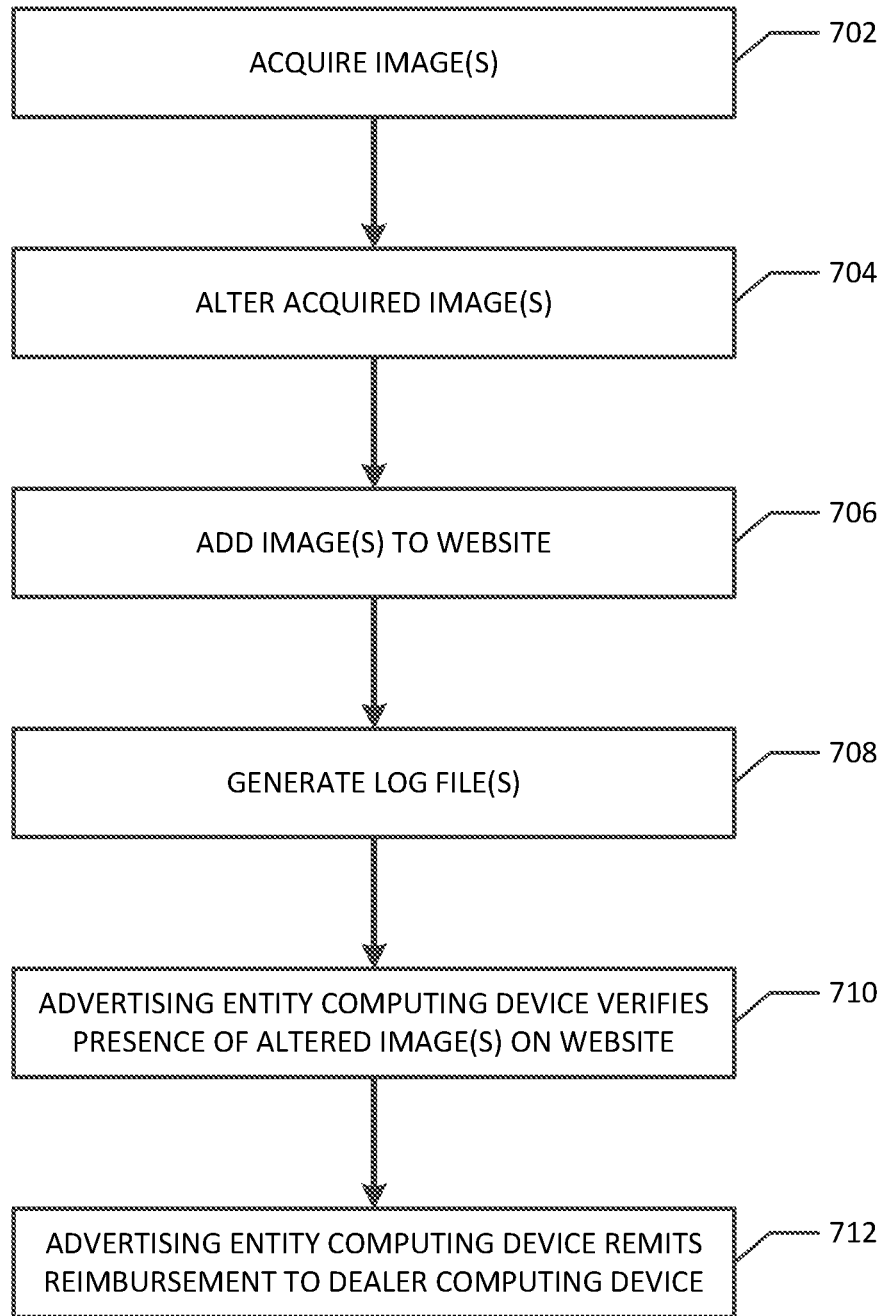 ACQUIRE IMAGE(S)
702
ALTER ACQUIRED IMAGE(S)
704
ADD IMAGE(S) TO WEBSITE
706
GENERATE LOG FILE(S)
708
ADVERTISING ENTITY COMPUTING DEVICE VERIFIES
PRESENCE OF ALTERED IMAGE(S) ON WEBSITE
710
ADVERTISING ENTITY COMPUTING DEVICE REMITS
REIMBURSEMENT TO DEALER COMPUTING DEVICE
712